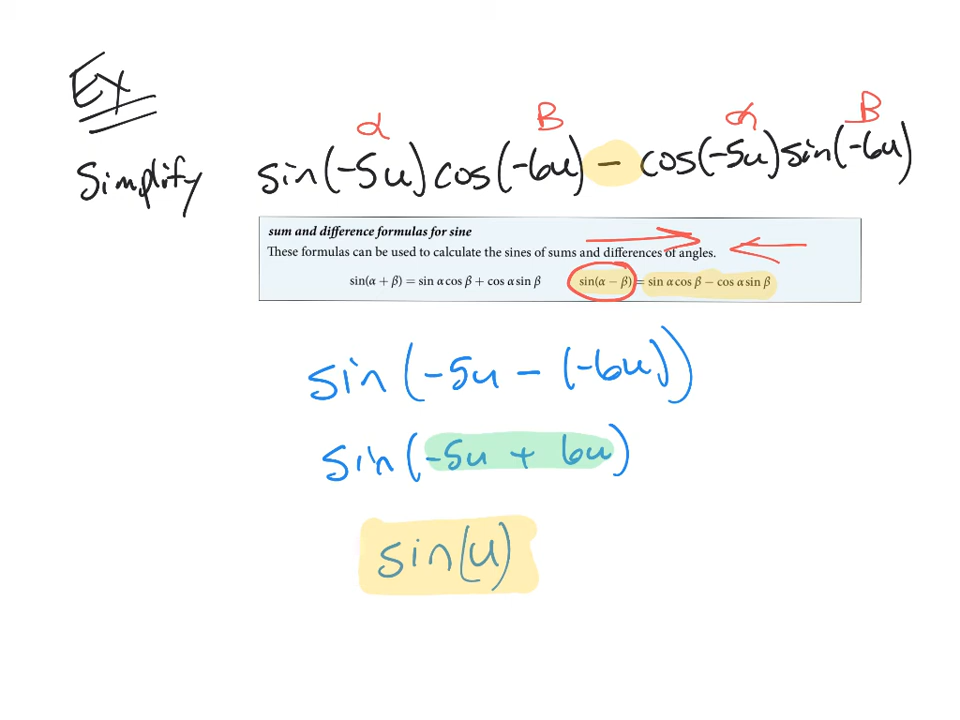 Ex
α B α B
Simplify sin(-5u)cos(-6u) - cos(-5u)sin(-6u)
sum and difference formulas for sine
These formulas can be used to calculate the sines of sums and differences of angles.
sin(α + β) = sin α cos β + cos α sin β sin(α − β) = sin α cos β − cos α sin β
sin(-5u - (-6u))
sin(-5u + 6u)
sin(u)